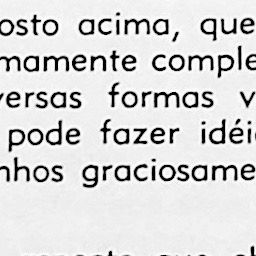 osto acima, que
mamente comple
versas formas v
pode fazer idéi
nhos graciosame